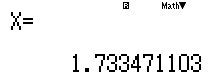 R Math▼
X=
1.733471103